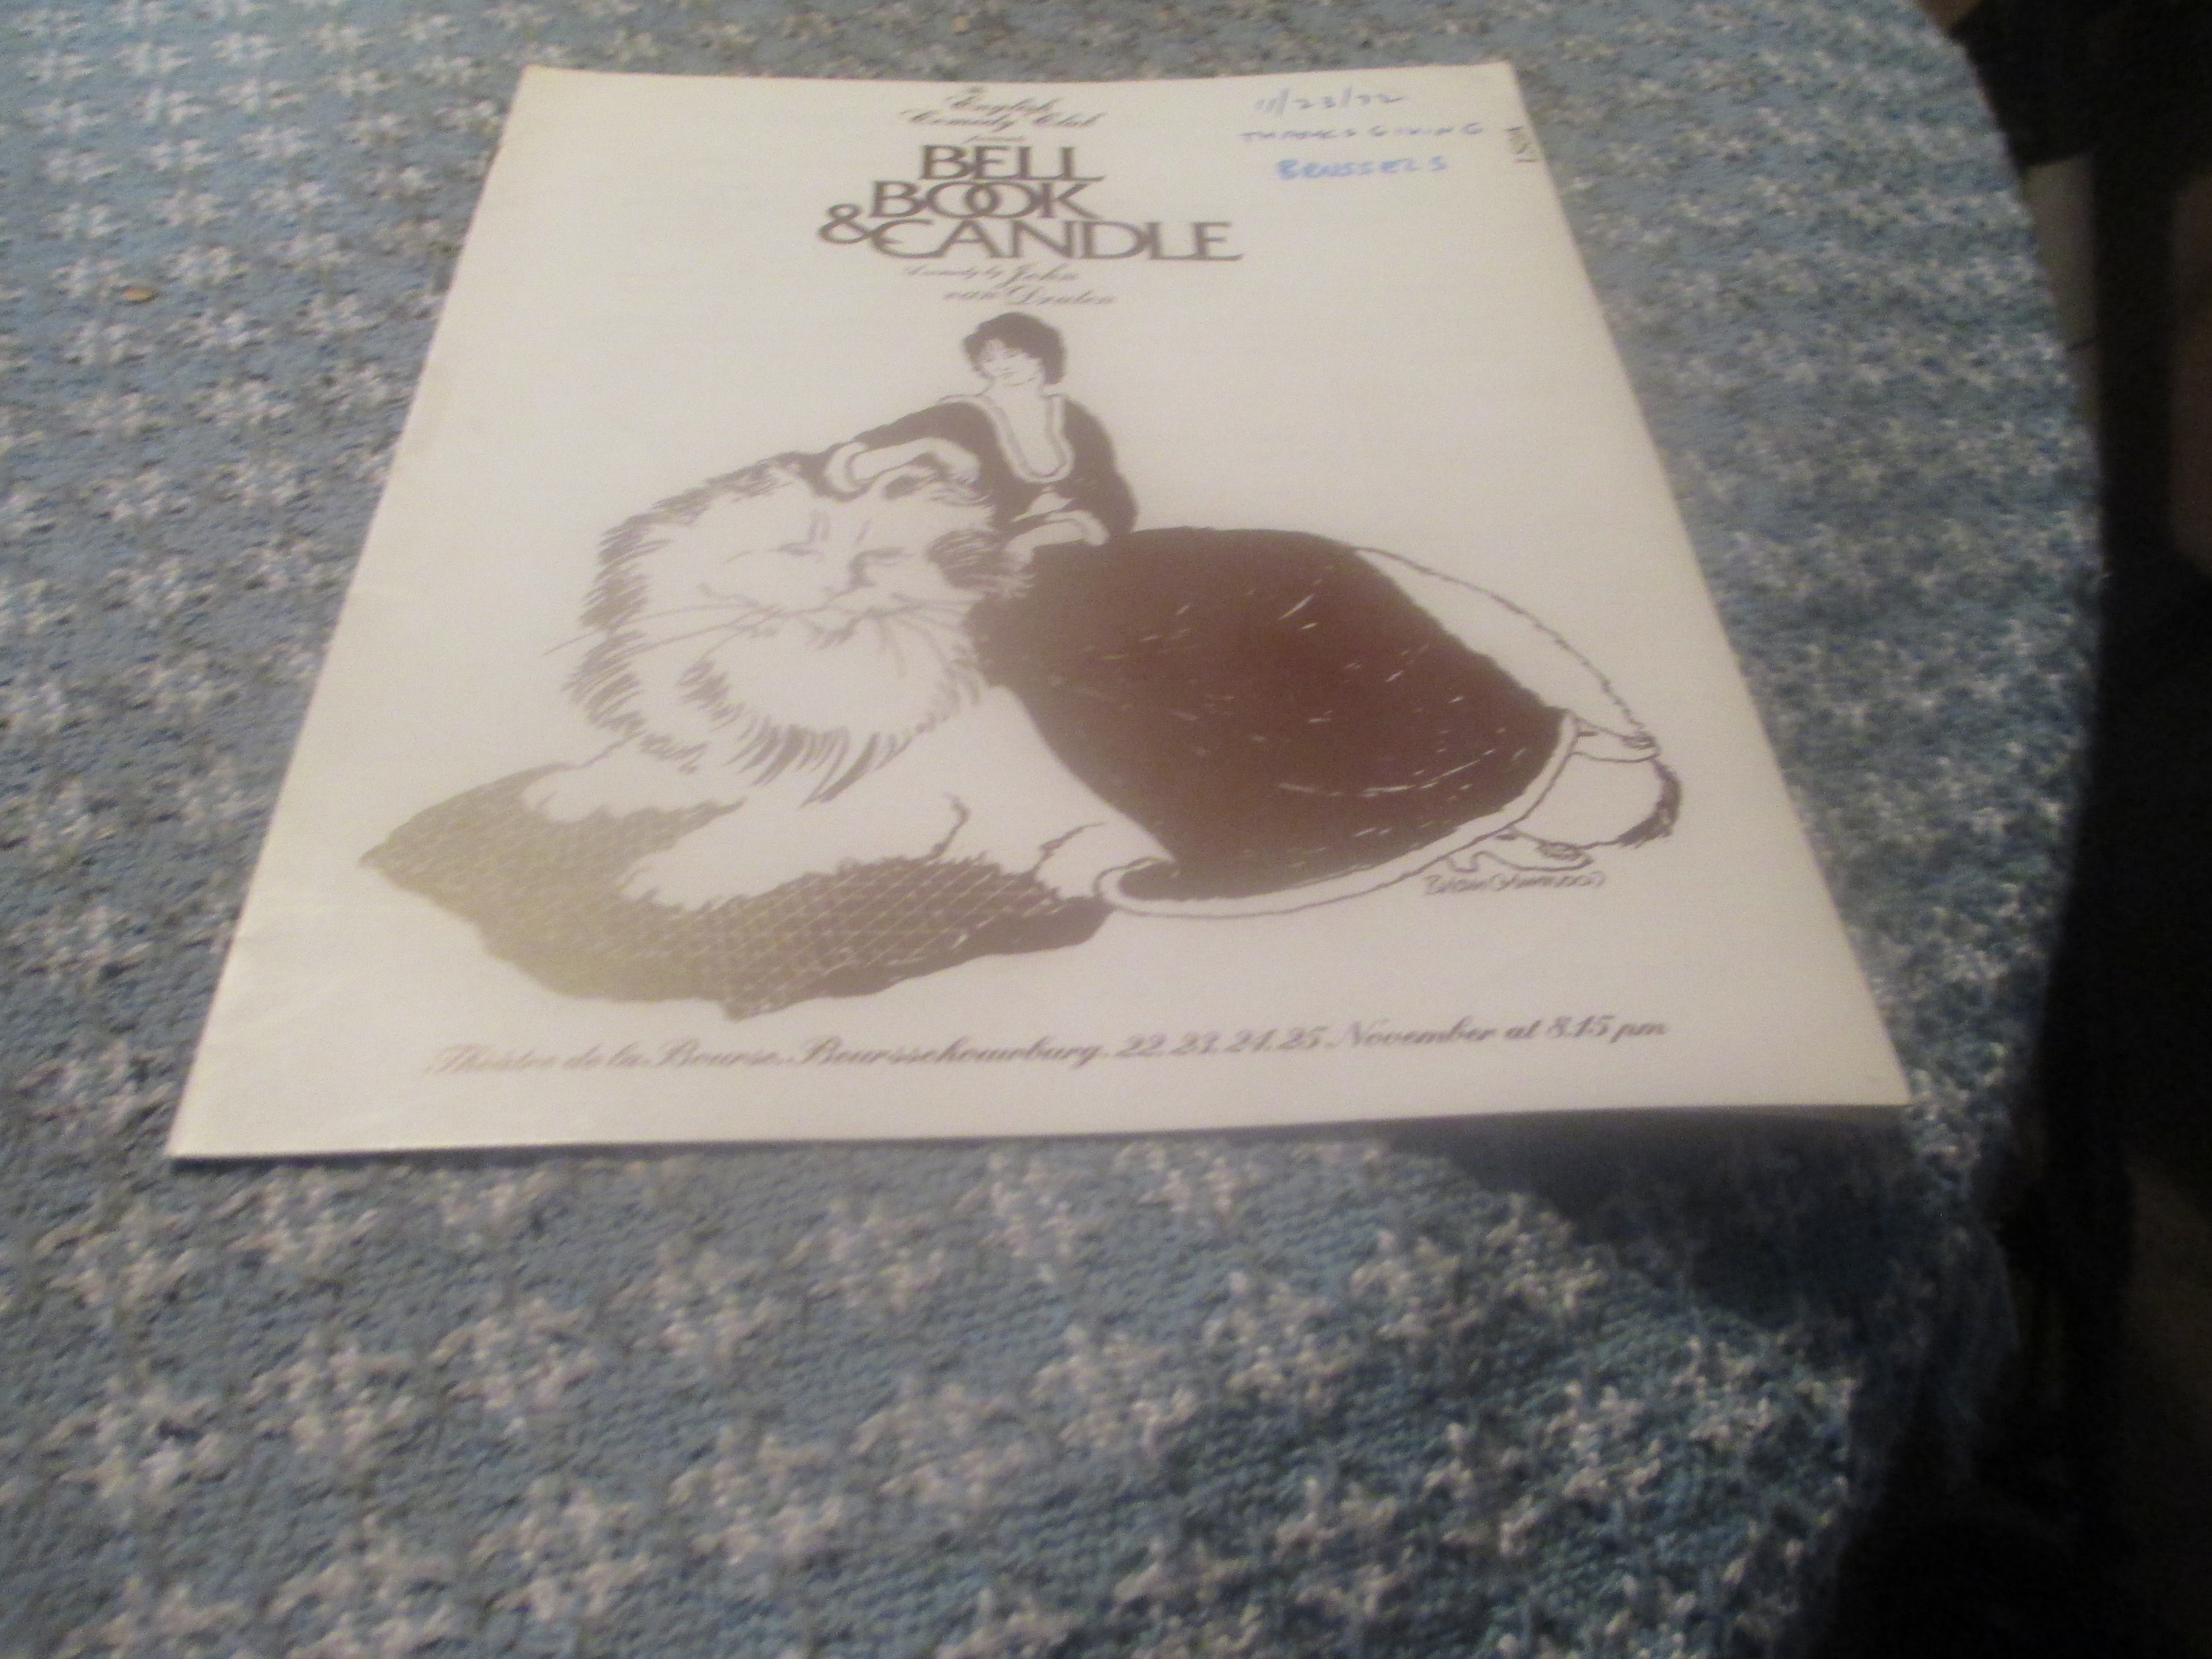 The
English
Comedy Club
presents
BELL
BOOK
& CANDLE
Comedy by John
van Druten
11/23/72
THANKSGIVING
BRUSSELS
Théâtre de la Bourse. Beursschouwburg. 22. 23. 24. 25 November at 8.15 pm